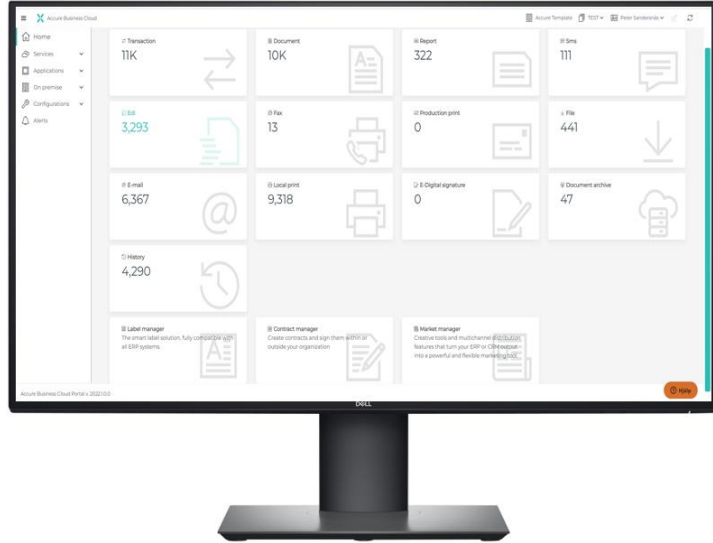 Accure Business Cloud
Accure Template
TEST
Peter Sandenäs
Home
Services
Applications
On premise
Configurations
Alerts
Transaction
11K
Document
10K
Report
322
Sms
111
Edi
3,293
Fax
13
Production print
0
File
441
E-mail
6,367
Local print
9,318
E-Digital signature
0
Document archive
47
History
4,290
Label manager
The smart label solution, fully compatible with
all ERP systems.
Contract manager
Create contracts and sign them within or
outside your organization
Market manager
Creative tools and multichannel distribution
features that turn your ERP or CRM output
into a powerful and flexible marketing tool
Accure Business Cloud Portal v. 2022.1.0.0
Hjälp
DELL